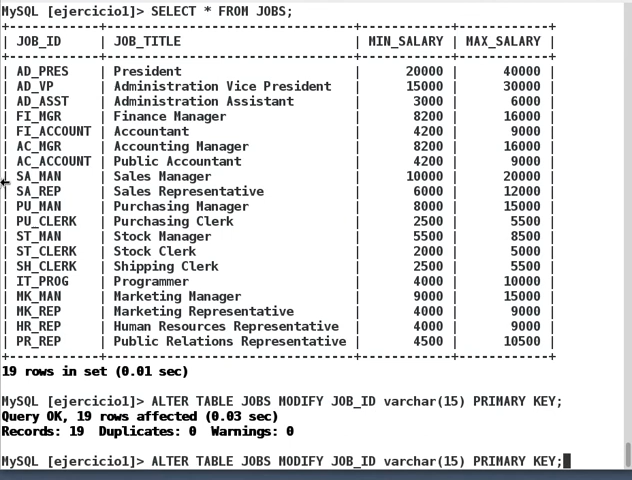 MySQL [ejercicio1]> SELECT * FROM JOBS;
+------------+---------------------------------+------------+------------+
| JOB_ID | JOB_TITLE | MIN_SALARY | MAX_SALARY |
+------------+---------------------------------+------------+------------+
| AD_PRES | President | 20000 | 40000 |
| AD_VP | Administration Vice President | 15000 | 30000 |
| AD_ASST | Administration Assistant | 3000 | 6000 |
| FI_MGR | Finance Manager | 8200 | 16000 |
| FI_ACCOUNT | Accountant | 4200 | 9000 |
| AC_MGR | Accounting Manager | 8200 | 16000 |
| AC_ACCOUNT | Public Accountant | 4200 | 9000 |
| SA_MAN | Sales Manager | 10000 | 20000 |
| SA_REP | Sales Representative | 6000 | 12000 |
| PU_MAN | Purchasing Manager | 8000 | 15000 |
| PU_CLERK | Purchasing Clerk | 2500 | 5500 |
| ST_MAN | Stock Manager | 5500 | 8500 |
| ST_CLERK | Stock Clerk | 2000 | 5000 |
| SH_CLERK | Shipping Clerk | 2500 | 5500 |
| IT_PROG | Programmer | 4000 | 10000 |
| MK_MAN | Marketing Manager | 9000 | 15000 |
| MK_REP | Marketing Representative | 4000 | 9000 |
| HR_REP | Human Resources Representative | 4000 | 9000 |
| PR_REP | Public Relations Representative | 4500 | 10500 |
+------------+---------------------------------+------------+------------+
19 rows in set (0.01 sec)
MySQL [ejercicio1]> ALTER TABLE JOBS MODIFY JOB_ID varchar(15) PRIMARY KEY;
Query OK, 19 rows affected (0.03 sec)
Records: 19 Duplicates: 0 Warnings: 0
MySQL [ejercicio1]> ALTER TABLE JOBS MODIFY JOB_ID varchar(15) PRIMARY KEY;